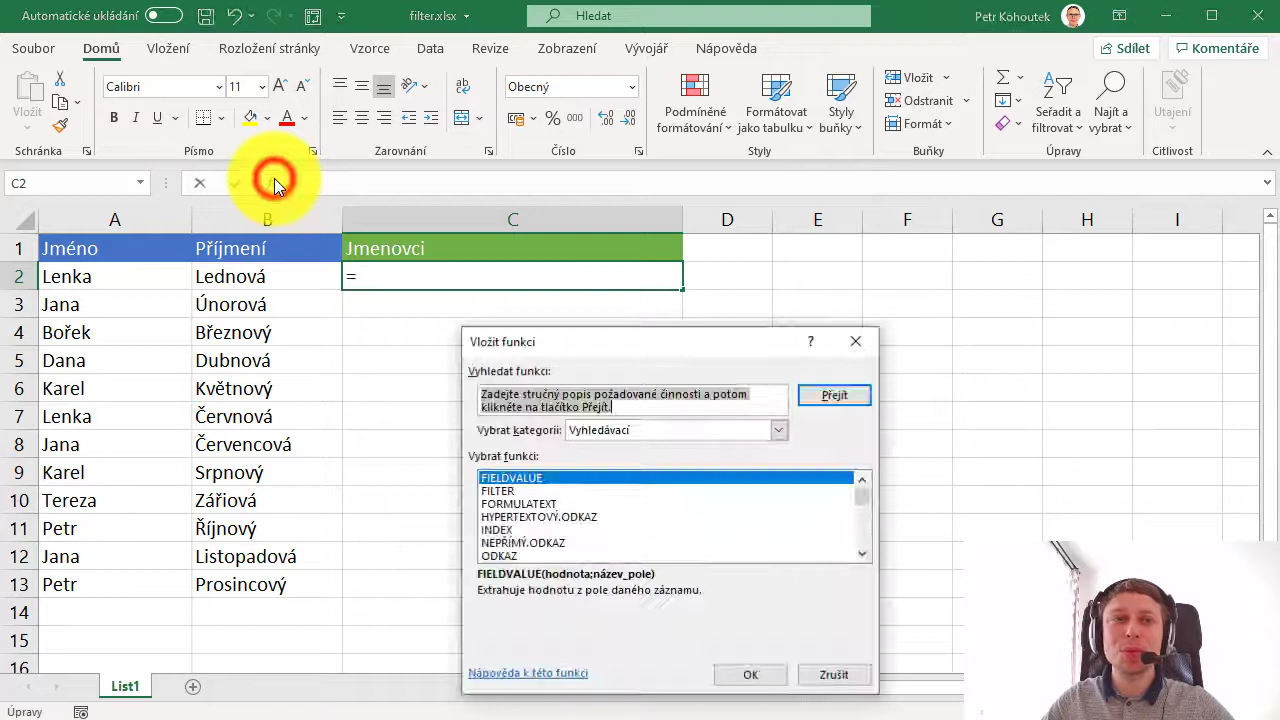 Automatické ukládání
filter.xlsx
Hledat
Petr Kohoutek
Soubor
Domů
Vložení
Rozložení stránky
Vzorce
Data
Revize
Zobrazení
Vývojář
Nápověda
Sdílet
Komentáře
Vložit
Schránka
Calibri
11
B I U
Písmo
Zarovnání
Obecný
% 000
Číslo
Podmíněné formátování
Formátovat jako tabulku
Styly buňky
Styly
Vložit
Odstranit
Formát
Buňky
Seřadit a filtrovat
Najít a vybrat
Úpravy
Utajení
Citlivost
C2
A B C D E F G H I
1 Jméno Příjmení Jmenovci
2 Lenka Lednová =
3 Jana Únorová
4 Bořek Březnový
5 Dana Dubnová
6 Karel Květnový
7 Lenka Červnová
8 Jana Červencová
9 Karel Srpnový
10 Tereza Zářiová
11 Petr Říjnový
12 Jana Listopadová
13 Petr Prosincový
14
15
16
Vložit funkci
Vyhledat funkci:
Zadejte stručný popis požadované činnosti a potom
klikněte na tlačítko Přejít.
Přejít
Vybrat kategorii: Vyhledávací
Vybrat funkci:
FIELDVALUE
FILTER
FORMULATEXT
HYPERTEXTOVÝ.ODKAZ
INDEX
NEPŘÍMÝ.ODKAZ
ODKAZ
FIELDVALUE(hodnota;název_pole)
Extrahuje hodnotu z pole daného záznamu.
Nápověda k této funkci
OK
Zrušit
List1
Úpravy